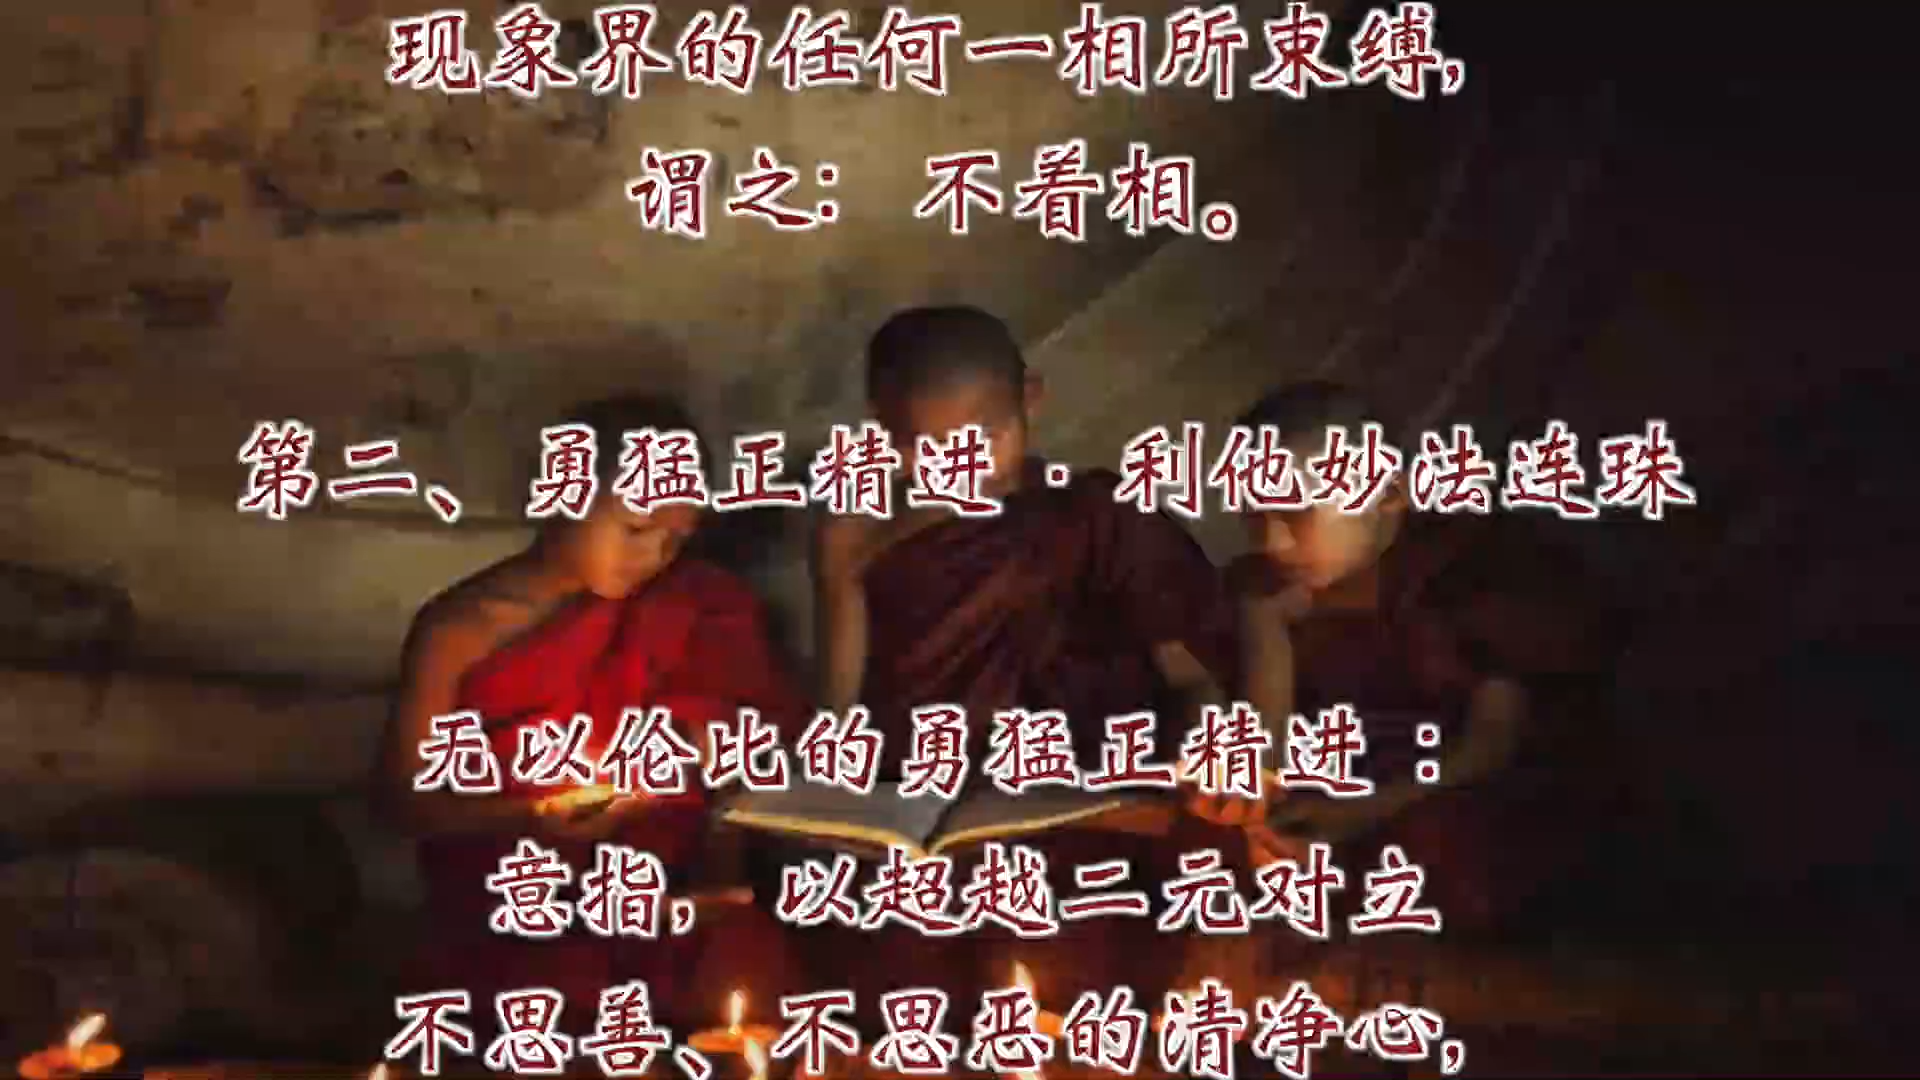 现象界的任何一相所束缚,
谓之：不着相。
第二、勇猛正精进·利他妙法连珠
无以伦比的勇猛正精进：
意指，以超越二元对立
不思善、不思恶的清净心,